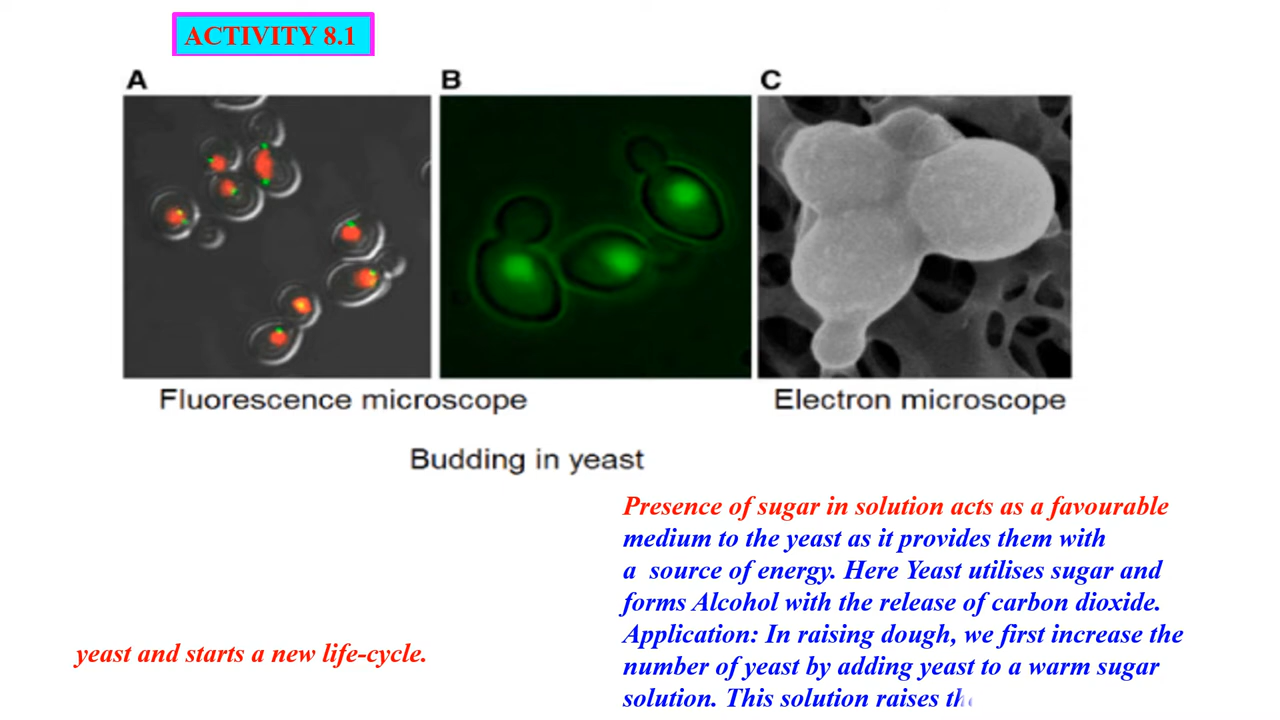 ACTIVITY 8.1
A
B
C
Fluorescence microscope
Electron microscope
Budding in yeast
yeast and starts a new life-cycle.
Presence of sugar in solution acts as a favourable
medium to the yeast as it provides them with
a source of energy. Here Yeast utilises sugar and
forms Alcohol with the release of carbon dioxide.
Application: In raising dough, we first increase the
number of yeast by adding yeast to a warm sugar
solution. This solution raises the